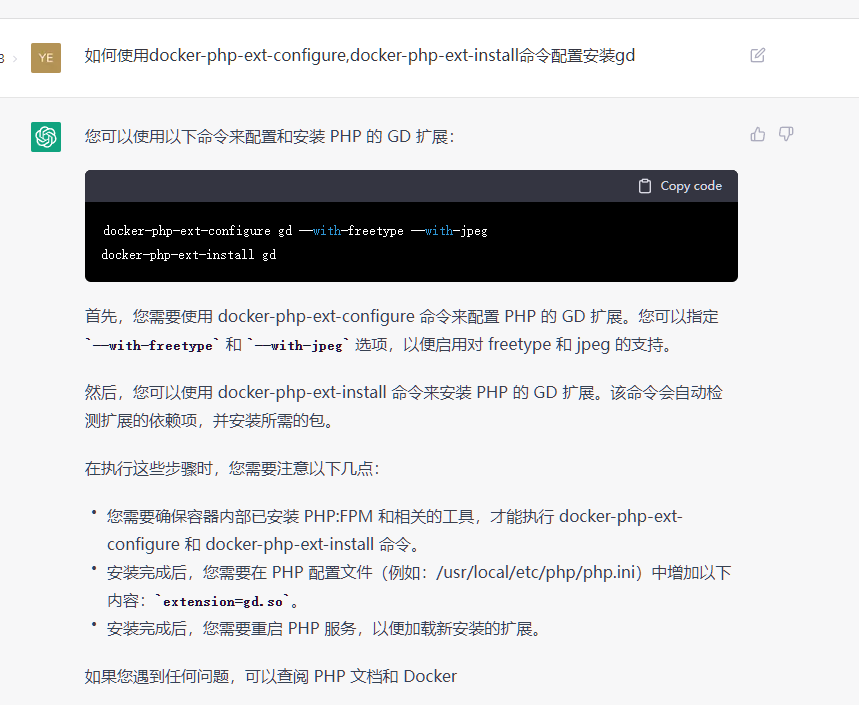 3
YE
如何使用docker-php-ext-configure,docker-php-ext-install命令配置安装gd
您可以使用以下命令来配置和安装 PHP 的 GD 扩展：
Copy code
docker-php-ext-configure gd --with-freetype --with-jpeg
docker-php-ext-install gd
首先，您需要使用 docker-php-ext-configure 命令来配置 PHP 的 GD 扩展。您可以指定
`--with-freetype` 和 `--with-jpeg` 选项，以便启用对 freetype 和 jpeg 的支持。
然后，您可以使用 docker-php-ext-install 命令来安装 PHP 的 GD 扩展。该命令会自动检
测扩展的依赖项，并安装所需的包。
在执行这些步骤时，您需要注意以下几点：
• 您需要确保容器内部已安装 PHP:FPM 和相关的工具，才能执行 docker-php-ext-
configure 和 docker-php-ext-install 命令。
• 安装完成后，您需要在 PHP 配置文件（例如：/usr/local/etc/php/php.ini）中增加以下
内容：`extension=gd.so`。
• 安装完成后，您需要重启 PHP 服务，以便加载新安装的扩展。
如果您遇到任何问题，可以查阅 PHP 文档和 Docker